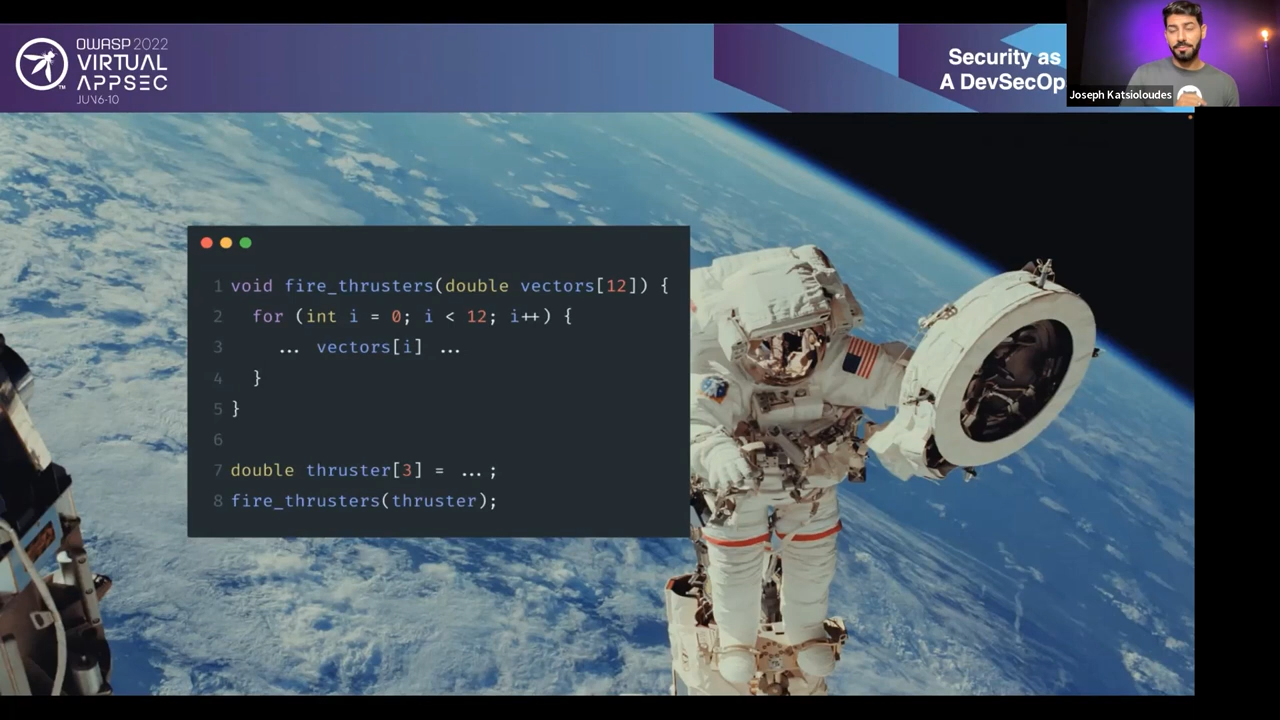 OWASP 2022
VIRTUAL
APPSEC
TM
JUN 6-10
Security as
A DevSecOp
Joseph Katsioloudes
1 void fire_thrusters(double vectors[12]) {
2 for (int i = 0; i < 12; i++) {
3 ... vectors[i] ...
4 }
5 }
6
7 double thruster[3] = ... ;
8 fire_thrusters(thruster);